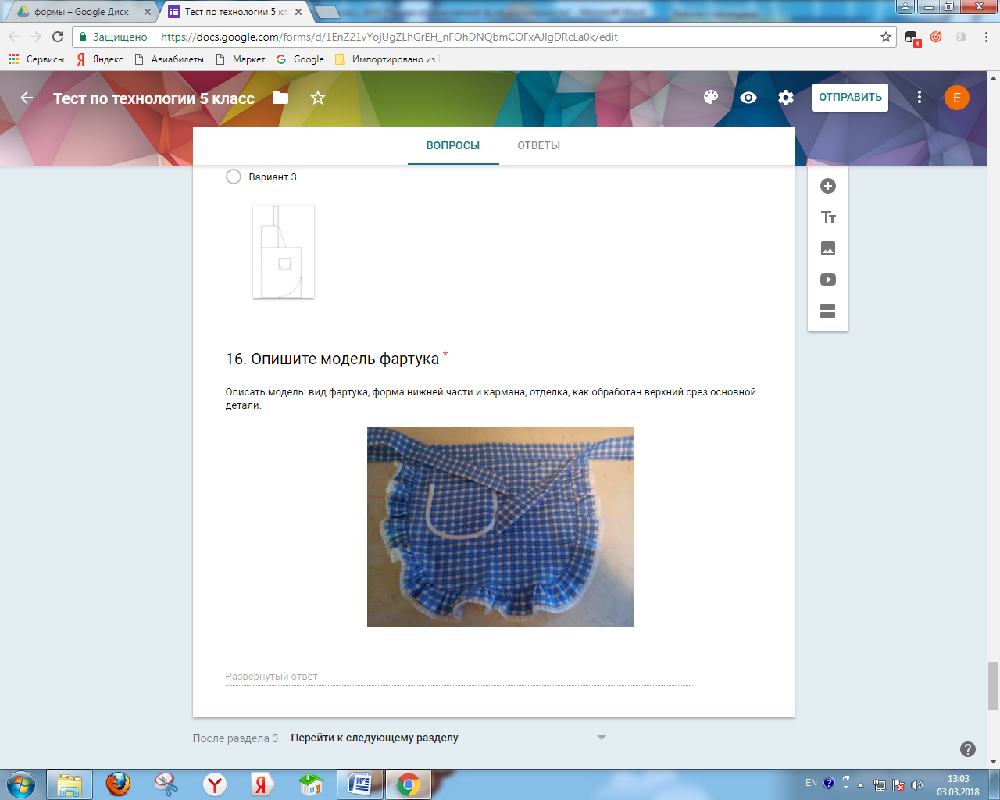 формы – Google Диск
Тест по технологии 5 кл
Защищено
https://docs.google.com/forms/d/1EnZ21vYojUgZLhGrEH_nFOhDNQbmCOFxAJIgDRcLa0k/edit
4
Сервисы
Яндекс
Авиабилеты
Маркет
Google
Импортировано из
Тест по технологии 5 класс
ОТПРАВИТЬ
E
ВОПРОСЫ
ОТВЕТЫ
Вариант 3
16. Опишите модель фартука *
Описать модель: вид фартука, форма нижней части и кармана, отделка, как обработан верхний срез основной
детали.
Развернутый ответ
После раздела 3 Перейти к следующему разделу
EN
13:03
03.03.2018